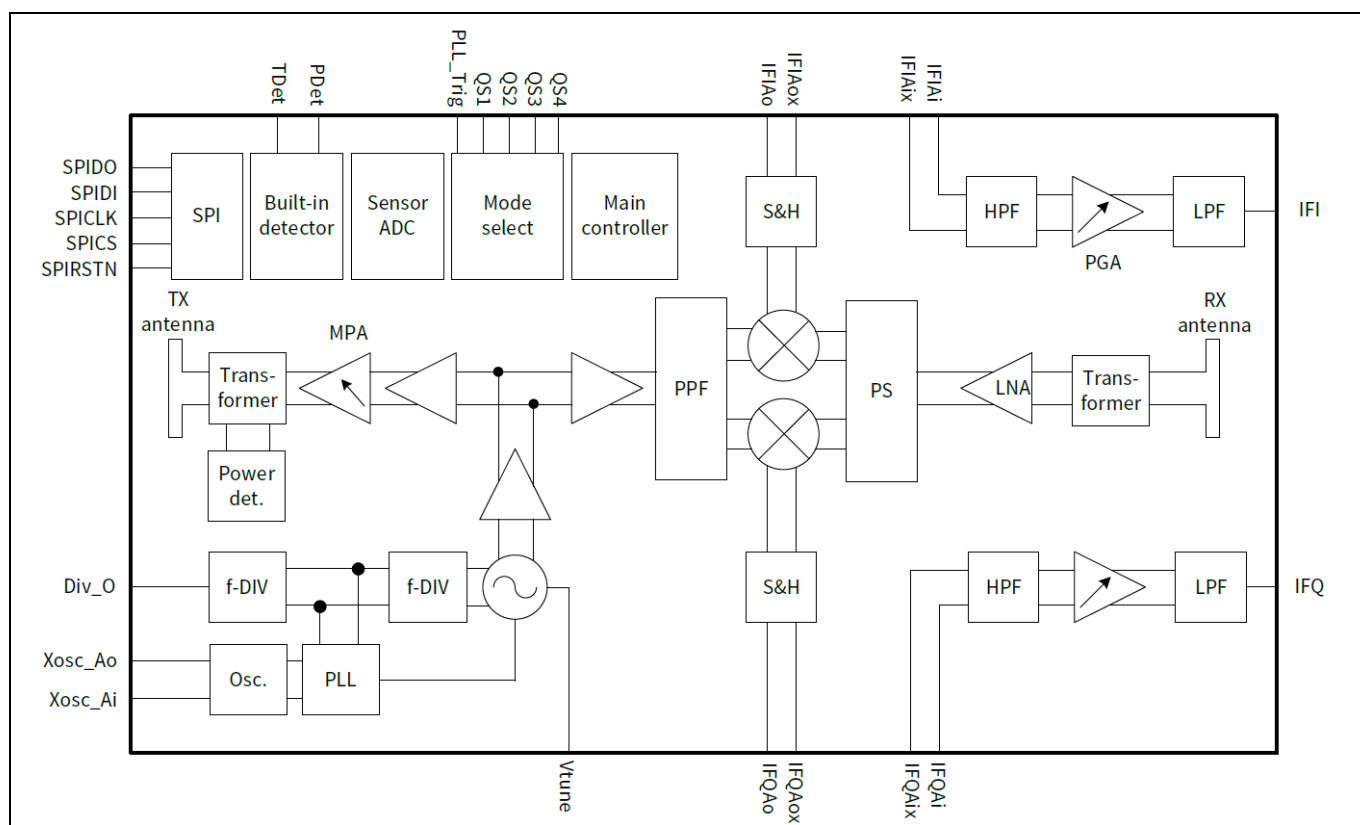 TDet
PDet
PLL_Trig
QS1
QS2
QS3
QS4
IFIAo
IFIAox
IFIAix
IFIAi
SPIDO
SPIDI
SPICLK
SPICS
SPIRSTN
SPI
Built-in
detector
Sensor
ADC
Mode
select
Main
controller
S&H
HPF
PGA
LPF
IFI
TX
antenna
MPA
Trans-
former
Power
det.
PPF
PS
LNA
Trans-
former
RX
antenna
Div_O
f-DIV
f-DIV
S&H
HPF
LPF
IFQ
Xosc_Ao
Xosc_Ai
Osc.
PLL
Vtune
IFQAo
IFQAox
IFQAix
IFQAi